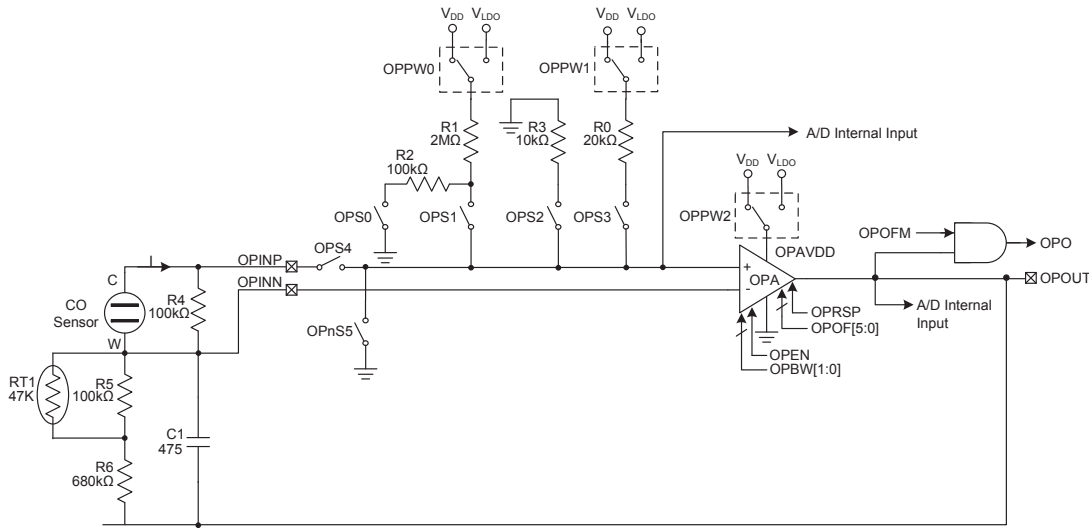 VDD VLDO
OPPW0
VDD VLDO
OPPW1
R1
2MΩ
R3
10kΩ
R0
20kΩ
A/D Internal Input
R2
100kΩ
OPS0
OPS1
OPS2
OPS3
VDD VLDO
OPPW2
OPAVDD
OPOFM
OPO
OPINP
OPS4
I
C
CO
Sensor
W
R4
100kΩ
OPINN
OPnS5
+
-
OPA
OPOUT
A/D Internal
Input
OPRSP
OPOF[5:0]
OPEN
OPBW[1:0]
RT1
47K
R5
100kΩ
C1
475
R6
680kΩ